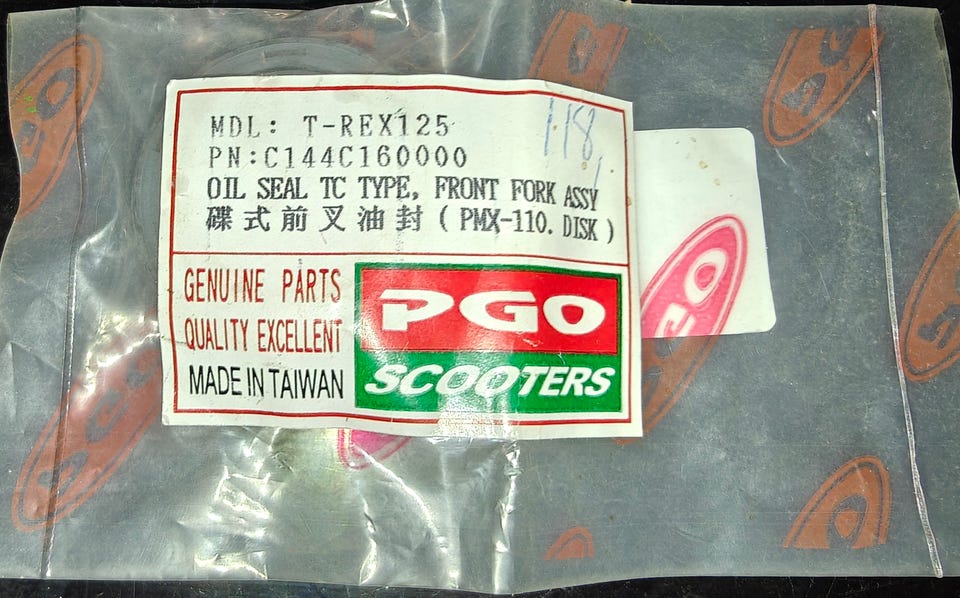 MDL: T-REX125
PN:C144C160000
OIL SEAL TC TYPE, FRONT FORK ASSY
碟式前叉油封(PMX-110.DISK)
118
GENUINE PARTS
QUALITY EXCELLENT
MADE IN TAIWAN
PGO
SCOOTERS